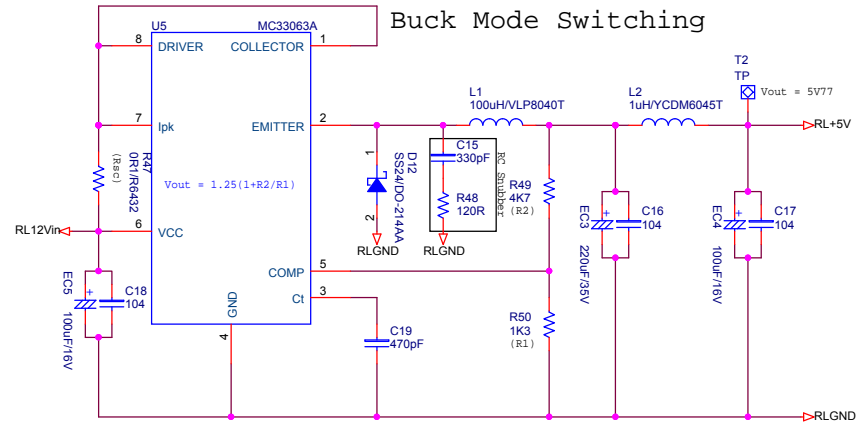 Buck Mode Switching
U5
MC33063A
8
DRIVER
COLLECTOR
1
7
Ipk
EMITTER
2
R47
0R1/R6432
(Rsc)
Vout = 1.25(1+R2/R1)
RL12Vin
6
VCC
COMP
5
Ct
3
GND
4
EC5
100uF/16V
+
C18
104
C19
470pF
1
2
D12
SS24/DO-214AA
RLGND
C15
330pF
R48
120R
RC Snubber
RLGND
L1
100uH/VLP8040T
R49
4K7
(R2)
R50
1K3
(R1)
EC3
220uF/35V
+
C16
104
L2
1uH/YCDM6045T
T2
TP
Vout = 5V77
RL+5V
EC4
100uF/16V
+
C17
104
RLGND